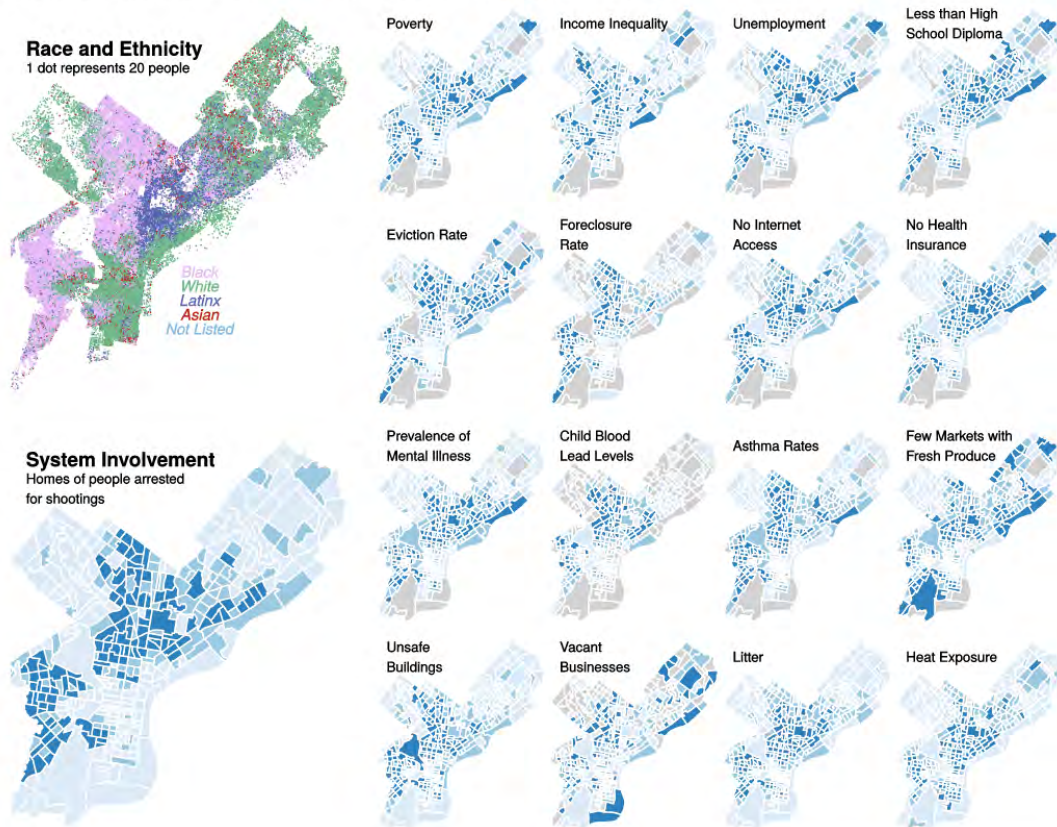 Race and Ethnicity
1 dot represents 20 people
Black
White
Latinx
Asian
Not Listed
System Involvement
Homes of people arrested
for shootings
Poverty
Income Inequality
Unemployment
Less than High
School Diploma
Eviction Rate
Foreclosure
Rate
No Internet
Access
No Health
Insurance
Prevalence of
Mental Illness
Child Blood
Lead Levels
Asthma Rates
Few Markets with
Fresh Produce
Unsafe
Buildings
Vacant
Businesses
Litter
Heat Exposure